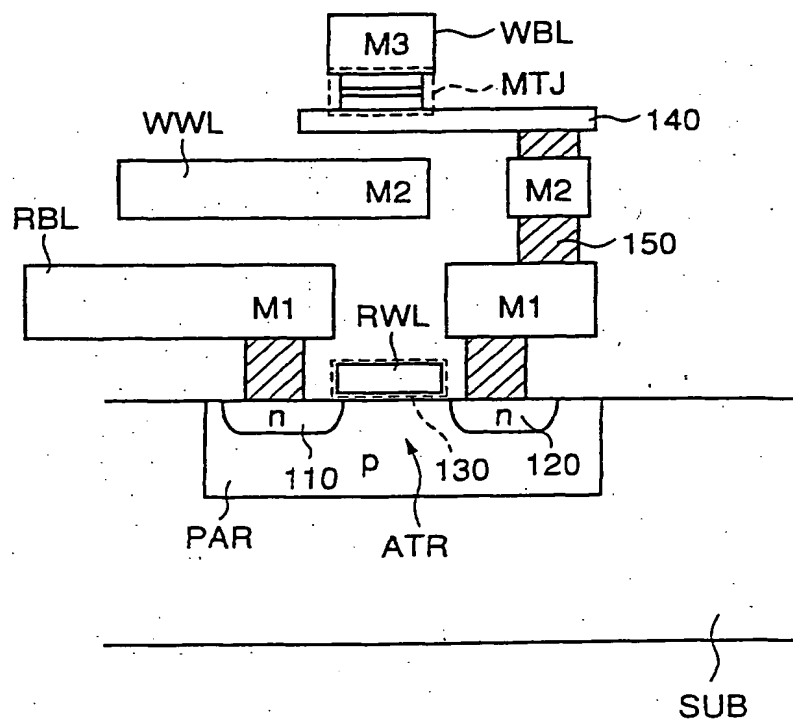 M3 WBL
MTJ
140
WWL
M2 M2
RBL
150
M1 RWL M1
n n
110 p 130 120
PAR ATR
SUB